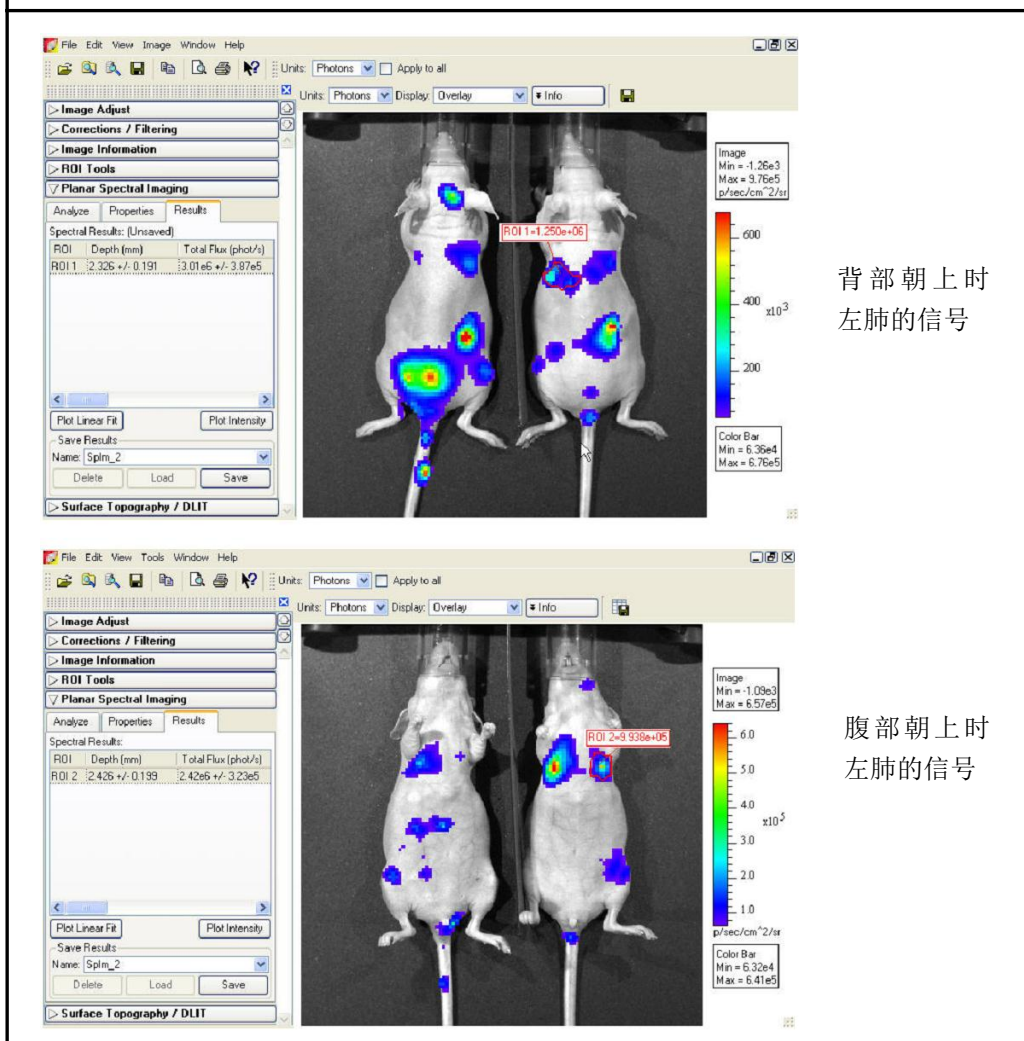 File Edit View Image Window Help
Units: Photons Apply to all
Units: Photons Display: Overlay Info
Image Adjust
Corrections / Filtering
Image Information
ROI Tools
Planar Spectral Imaging
Analyze Properties Results
Spectral Results: (Unsaved)
ROI Depth (mm) Total Flux (phot/s)
ROI 1 2.326 +/- 0.191 3.01e6 +/- 3.87e5
Plot Linear Fit Plot Intensity
Save Results
Name: Splm_2
Delete Load Save
Surface Topography / DLIT
ROI 1=1.250e+06
Image
Min = -1.26e3
Max = 9.76e5
p/sec/cm^2/sr
600
400
x10^3
200
Color Bar
Min = 6.36e4
Max = 6.76e5
背部朝上时
左肺的信号
File Edit View Tools Window Help
Units: Photons Apply to all
Units: Photons Display: Overlay Info
Image Adjust
Corrections / Filtering
Image Information
ROI Tools
Planar Spectral Imaging
Analyze Properties Results
Spectral Results:
ROI Depth (mm) Total Flux (phot/s)
ROI 2 2.426 +/- 0.199 2.42e6 +/- 3.23e5
Plot Linear Fit Plot Intensity
Save Results
Name: Splm_2
Delete Load Save
Surface Topography / DLIT
ROI 2=9.938e+05
Image
Min = -1.09e3
Max = 6.57e5
6.0
5.0
4.0
x10^5
3.0
2.0
1.0
p/sec/cm^2/sr
Color Bar
Min = 6.32e4
Max = 6.41e5
腹部朝上时
左肺的信号